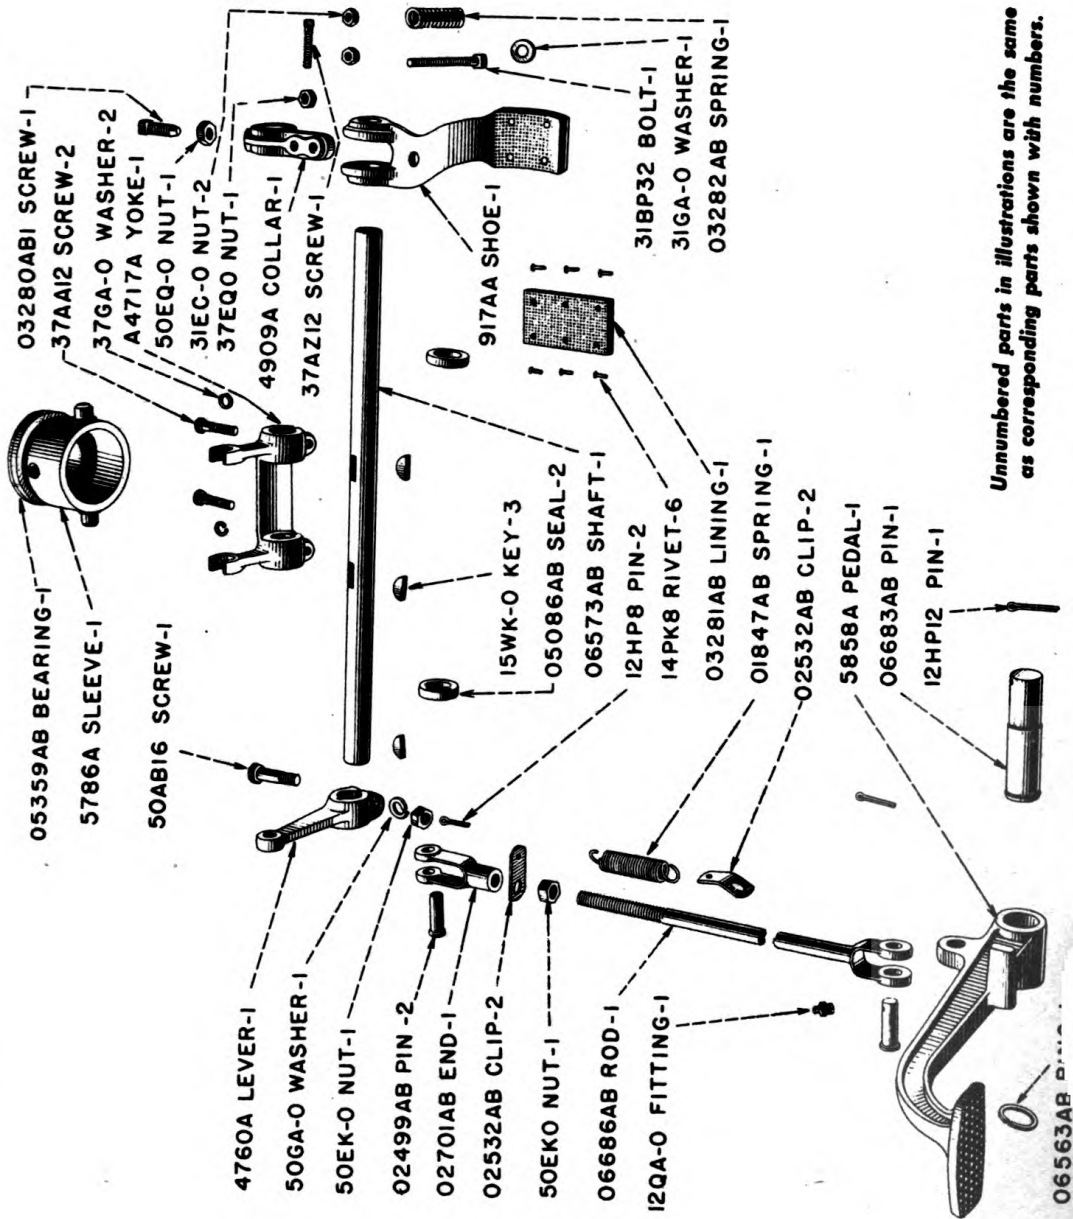 05359AB BEARING-1
5786A SLEEVE-1
50AB16 SCREW-1
03280AB1 SCREW-1
37AA12 SCREW-2
37GA-0 WASHER-2
A4717A YOKE-1
50EQ-0 NUT-1
31EC-0 NUT-2
37EQ0 NUT-1
4909A COLLAR-1
37AZ12 SCREW-1
917AA SHOE-1
31BP32 BOLT-1
31GA-0 WASHER-1
03282AB SPRING-1
15WK-0 KEY-3
05086AB SEAL-2
06573AB SHAFT-1
12HP8 PIN-2
14PK8 RIVET-6
03281AB LINING-1
01847AB SPRING-1
02532AB CLIP-2
5858A PEDAL-1
06683AB PIN-1
12HP12 PIN-1
4760A LEVER-1
50GA-0 WASHER-1
50EK-0 NUT-1
02499AB PIN-2
02701AB END-1
02532AB CLIP-2
50EK0 NUT-1
06686AB ROD-1
12QA-0 FITTING-1
06563AB
Unnumbered parts in illustrations are the same
as corresponding parts shown with numbers.